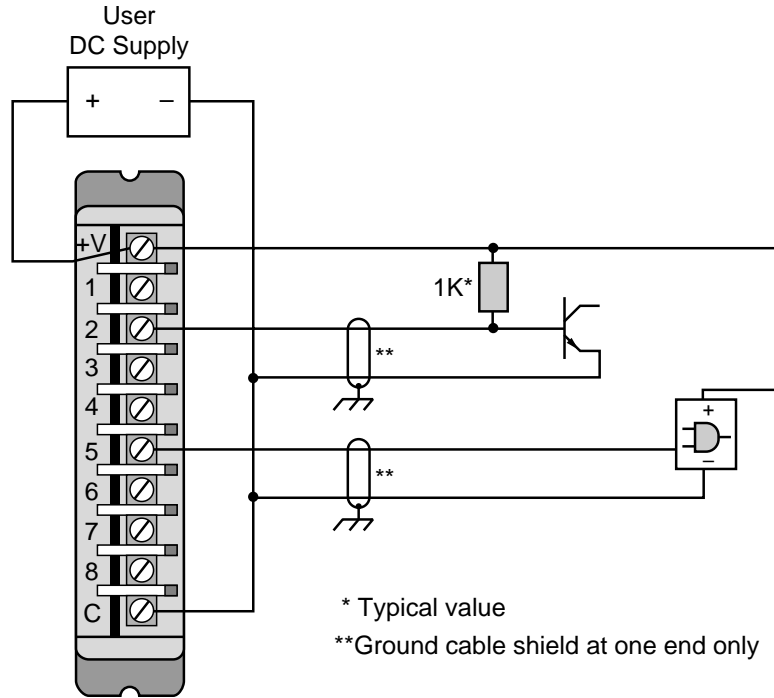 User
DC Supply
+ –
+V
1
1K*
2
**
3
4
+
5
–
**
6
7
8
* Typical value
C
**Ground cable shield at one end only